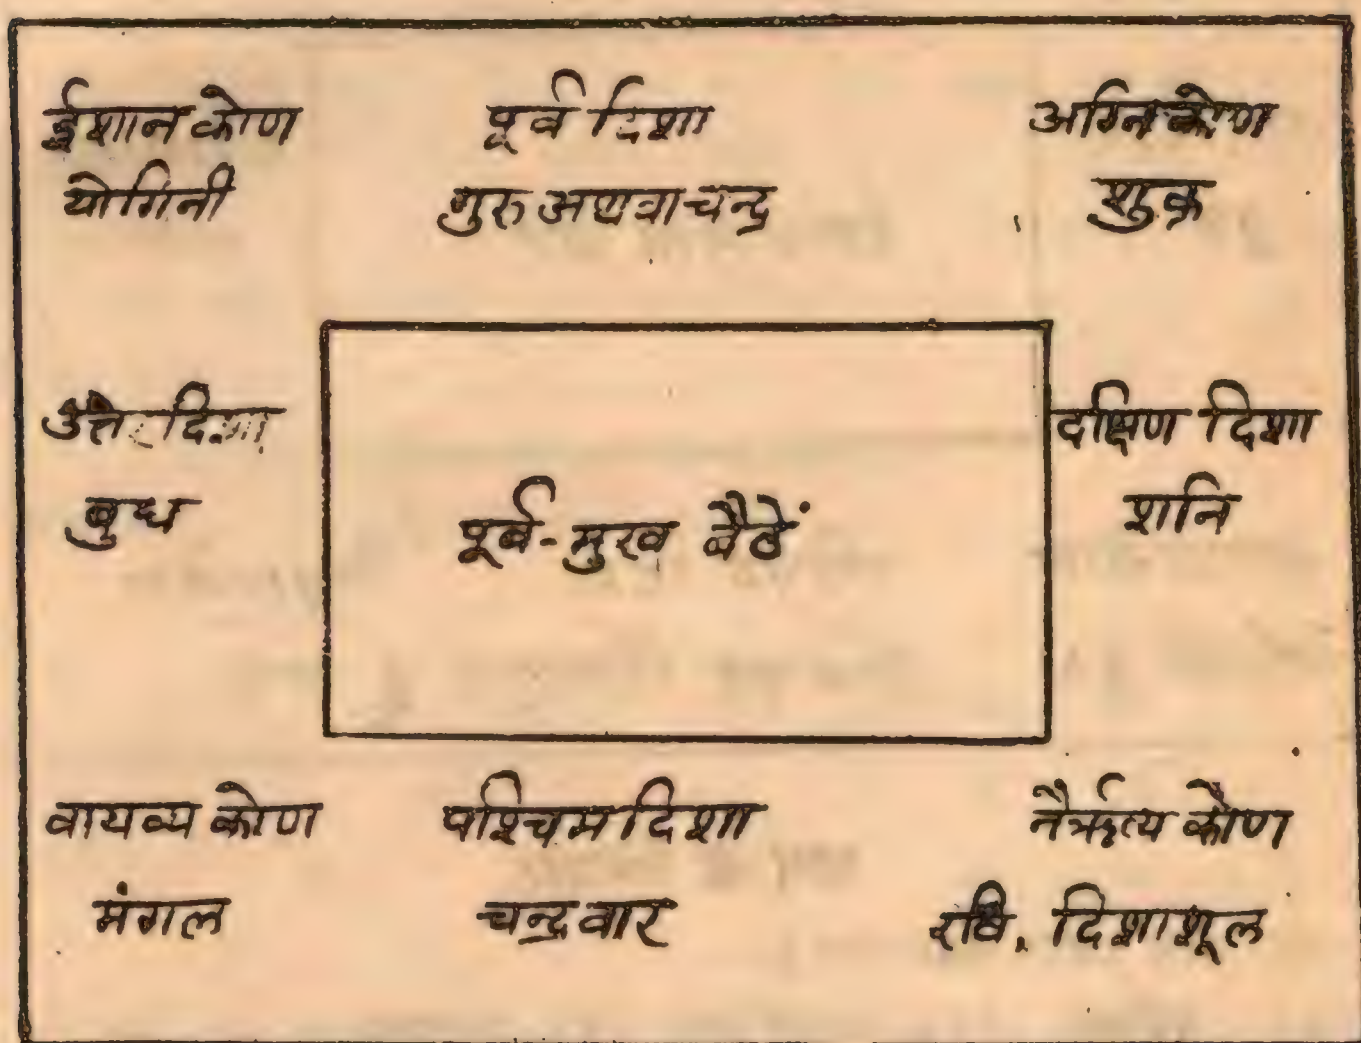 ईशान कोण
योगिनी
पूर्व दिशा
गुरु अथवा चन्द्र
अग्नि कोण
शुक्र
उत्तर दिशा
बुध
पूर्व-मुख बैठें
दक्षिण दिशा
शनि
वायव्य कोण
मंगल
पश्चिम दिशा
चन्द्रवार
नैर्ऋत्य कोण
रवि. दिशाशूल